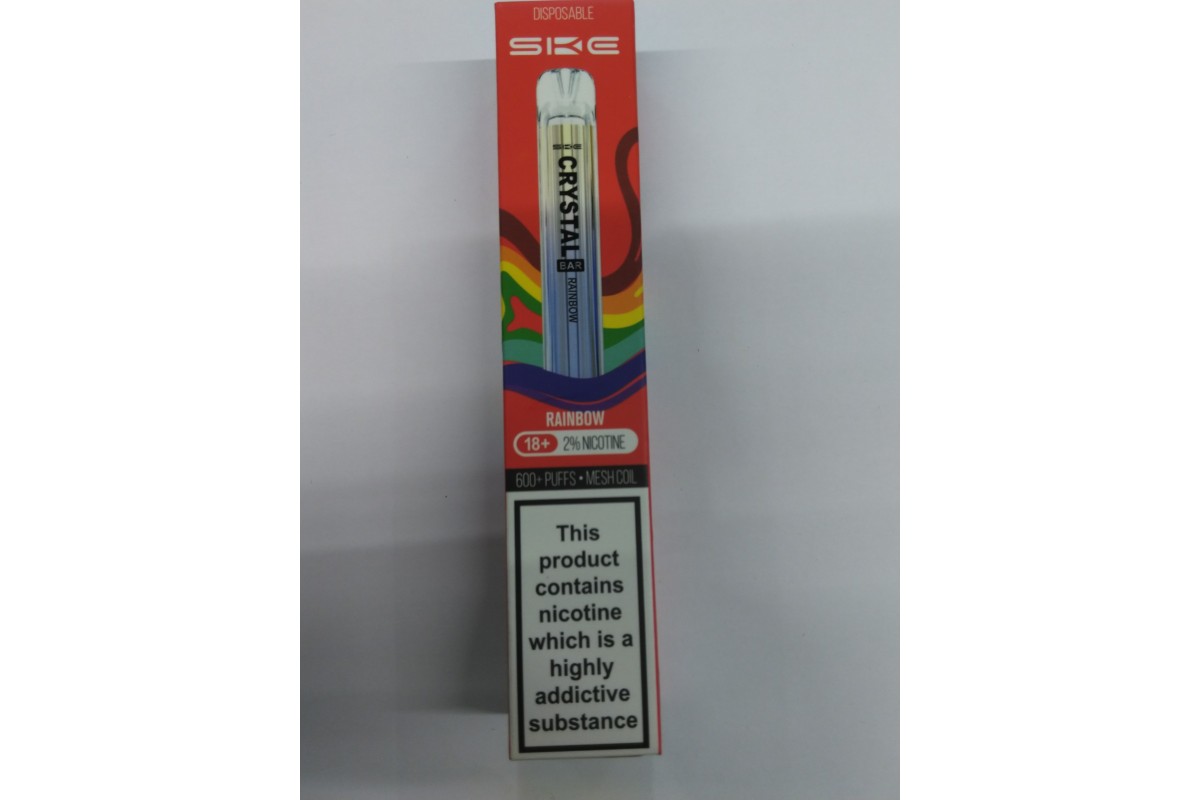 DISPOSABLE
SKE
SKE
CRYSTAL
BAR
RAINBOW
RAINBOW
18+ 2% NICOTINE
600+ PUFFS • MESH COIL
This
product
contains
nicotine
which is a
highly
addictive
substance